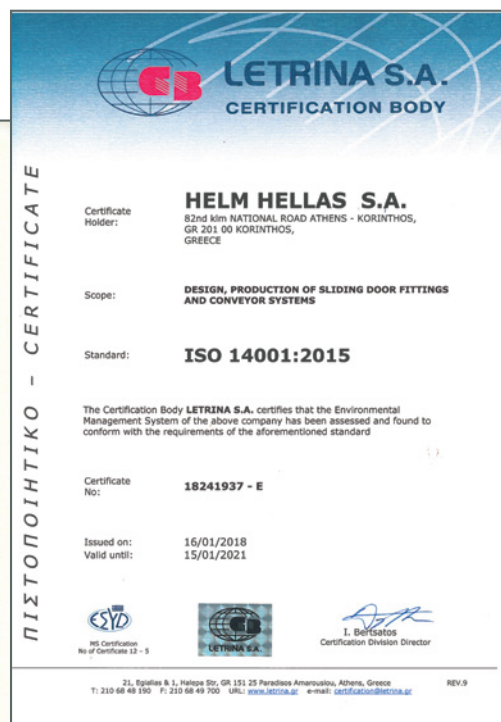 CB
LETRINA S.A.
CERTIFICATION BODY
ΠΙΣΤΟΠΟΙΗΤΙΚΟ - CERTIFICATE
Certificate
Holder:
HELM HELLAS S.A.
82nd klm NATIONAL ROAD ATHENS - KORINTHOS,
GR 201 00 KORINTHOS,
GREECE
Scope:
DESIGN, PRODUCTION OF SLIDING DOOR FITTINGS
AND CONVEYOR SYSTEMS
Standard:
ISO 14001:2015
The Certification Body LETRINA S.A. certifies that the Environmental
Management System of the above company has been assessed and found to
conform with the requirements of the aforementioned standard
Certificate
No:
18241937 - E
Issued on:
16/01/2018
Valid until:
15/01/2021
ΕΣΥΔ
MS Certification
No of Certificate 12 - 5
CB
LETRINA S.A.
I. Bertsatos
Certification Division Director
21, Egialias & 1, Halepa Str, GR 151 25 Paradisos Amarousiou, Athens, Greece
REV.9
T: 210 68 48 190 F: 210 68 49 700 URL: www.letrina.gr e-mail: certification@letrina.gr